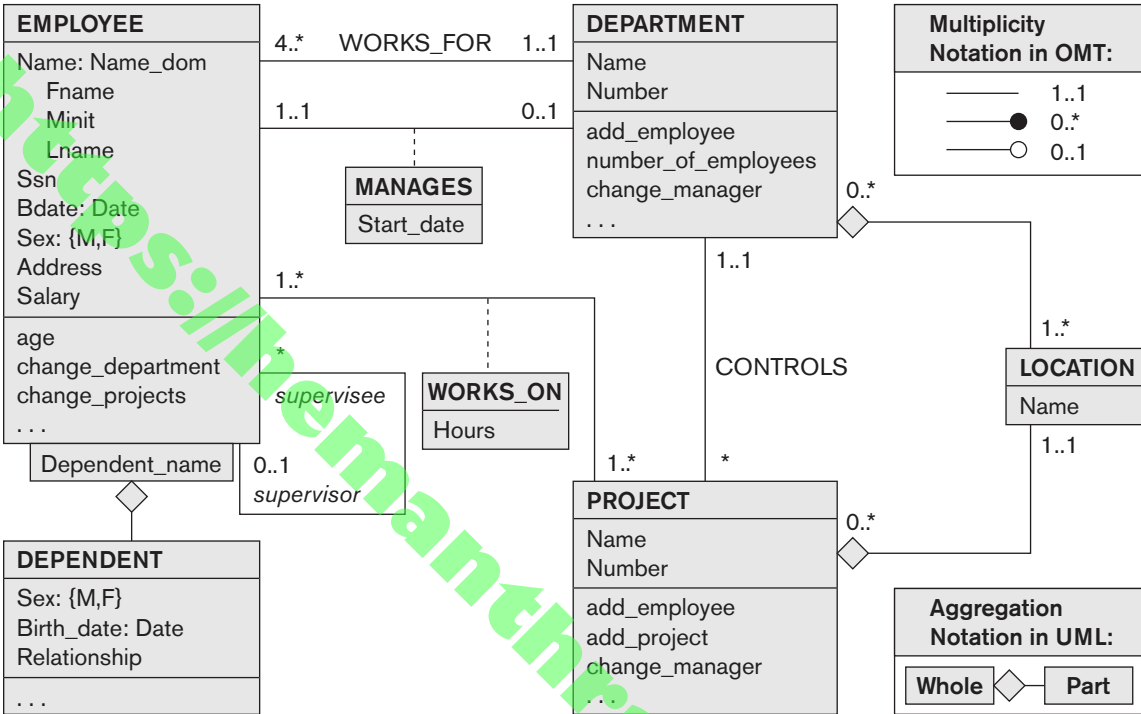 EMPLOYEE
Name: Name_dom
Fname
Minit
Lname
Ssn
Bdate: Date
Sex: {M,F}
Address
Salary
age
change_department
change_projects
. . .
Dependent_name
DEPENDENT
Sex: {M,F}
Birth_date: Date
Relationship
. . .
4..* WORKS_FOR 1..1
1..1 0..1
MANAGES
Start_date
1..*
*
supervisee
0..1
supervisor
WORKS_ON
Hours
1..*
DEPARTMENT
Name
Number
add_employee
number_of_employees
change_manager
. . .
0..*
1..1
CONTROLS
*
1..*
LOCATION
Name
1..1
0..*
PROJECT
Name
Number
add_employee
add_project
change_manager
. . .
Multiplicity
Notation in OMT:
1..1
0..*
0..1
Aggregation
Notation in UML:
Whole Part
https://hemanthr